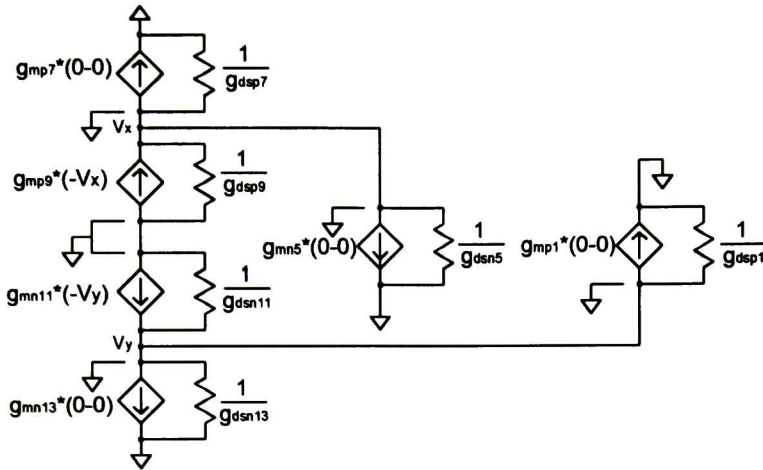 gmp7*(0-0)
1
gdsp7
Vx
gmp9*(-Vx)
1
gdsp9
gmn5*(0-0)
1
gdsn5
gmp1*(0-0)
1
gdsp1
gmn11*(-Vy)
1
gdsn11
Vy
gmn13*(0-0)
1
gdsn13